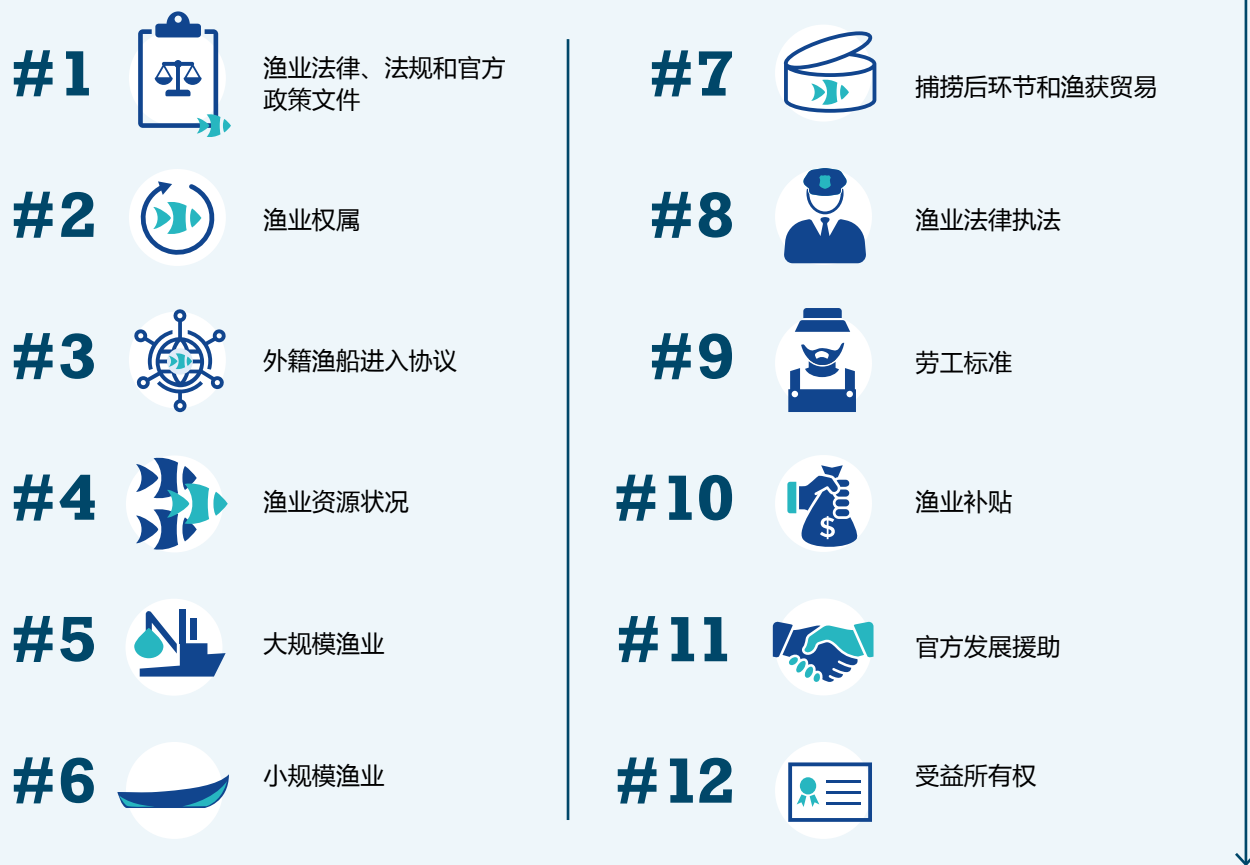 #1
渔业法律、法规和官方
政策文件
#2
渔业权属
#3
外籍渔船进入协议
#4
渔业资源状况
#5
大规模渔业
#6
小规模渔业
#7
捕捞后环节和渔获贸易
#8
渔业法律执法
#9
劳工标准
#10
渔业补贴
$
#11
官方发展援助
#12
受益所有权